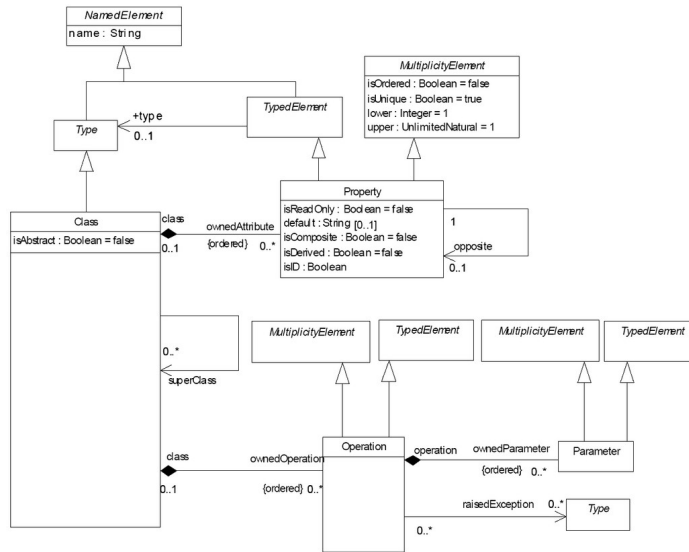 NamedElement
name : String
MultiplicityElement
isOrdered : Boolean = false
isUnique : Boolean = true
lower : Integer = 1
upper : UnlimitedNatural = 1
+type
0..1
Type
TypedElement
Property
isReadOnly : Boolean = false
default : String [0..1]
isComposite : Boolean = false
isDerived : Boolean = false
isID : Boolean
1
opposite
0..1
Class
isAbstract : Boolean = false
class
0..1
ownedAttribute
{ordered} 0..*
0..*
superClass
MultiplicityElement
TypedElement
MultiplicityElement
TypedElement
class
0..1
ownedOperation
{ordered} 0..*
Operation
operation
ownedParameter
{ordered} 0..*
Parameter
raisedException
0..*
0..*
Type